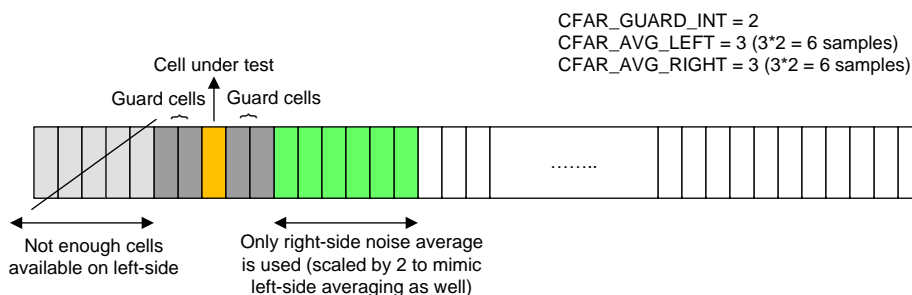 CFAR_GUARD_INT = 2
CFAR_AVG_LEFT = 3 (3*2 = 6 samples)
CFAR_AVG_RIGHT = 3 (3*2 = 6 samples)
Cell under test
Guard cells
Guard cells
……..
Not enough cells
available on left-side
Only right-side noise average
is used (scaled by 2 to mimic
left-side averaging as well)